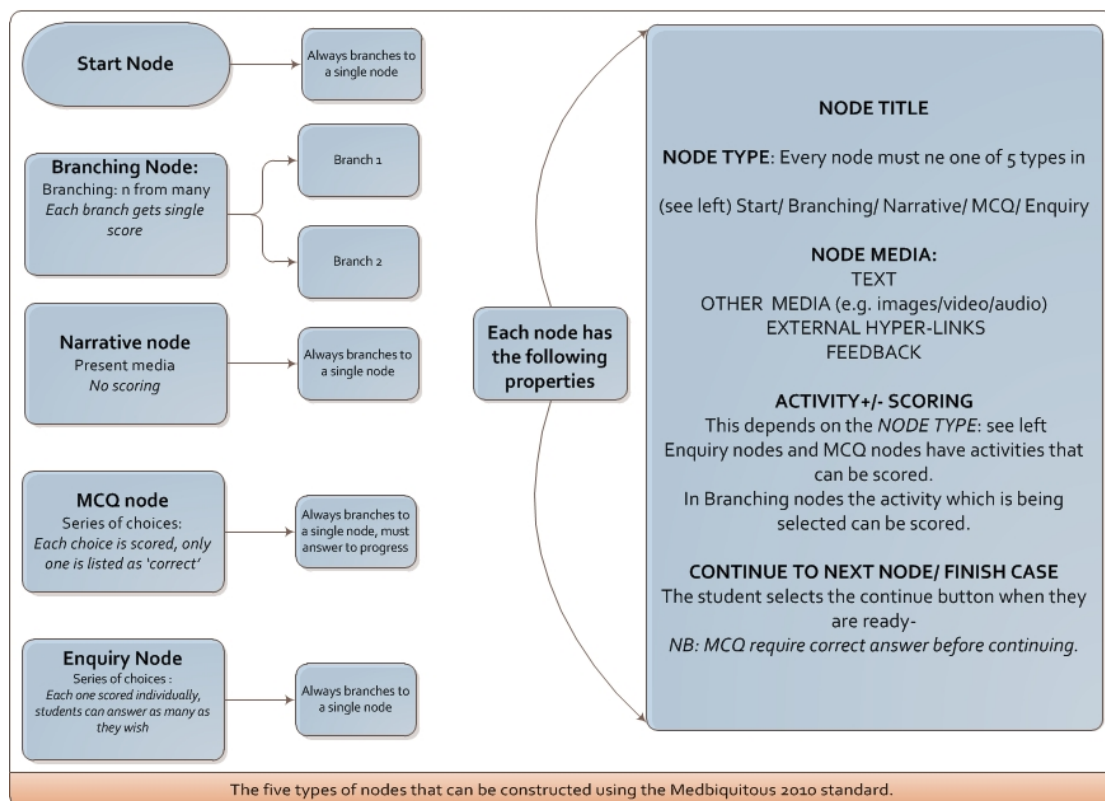 Start Node
Always branches to
a single node
Branching Node:
Branching: n from many
Each branch gets single
score
Branch 1
Branch 2
Narrative node
Present media
No scoring
Always branches to
a single node
MCQ node
Series of choices:
Each choice is scored, only
one is listed as ‘correct’
Always branches to
a single node, must
answer to progress
Enquiry Node
Series of choices :
Each one scored individually,
students can answer as many as
they wish
Always branches to
a single node
Each node has
the following
properties
NODE TITLE
NODE TYPE: Every node must ne one of 5 types in
(see left) Start/ Branching/ Narrative/ MCQ/ Enquiry
NODE MEDIA:
TEXT
OTHER MEDIA (e.g. images/video/audio)
EXTERNAL HYPER-LINKS
FEEDBACK
ACTIVITY+/- SCORING
This depends on the NODE TYPE: see left
Enquiry nodes and MCQ nodes have activities that
can be scored.
In Branching nodes the activity which is being
selected can be scored.
CONTINUE TO NEXT NODE/ FINISH CASE
The student selects the continue button when they
are ready-
NB: MCQ require correct answer before continuing.
The five types of nodes that can be constructed using the Medbiquitous 2010 standard.